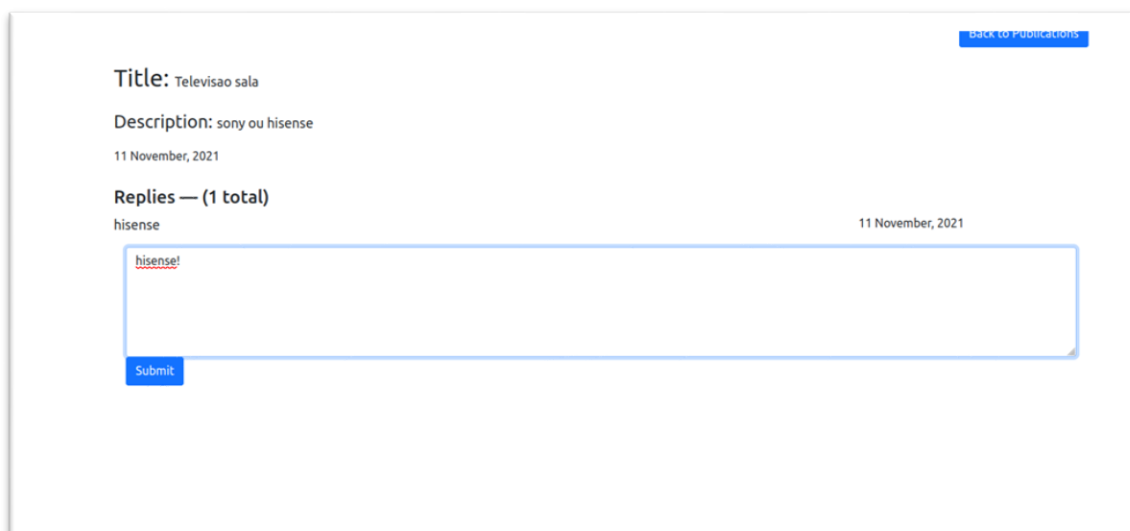 Back to Publications
Title: Televisao sala
Description: sony ou hisense
11 November, 2021
Replies — (1 total)
hisense 11 November, 2021
hisense!
Submit